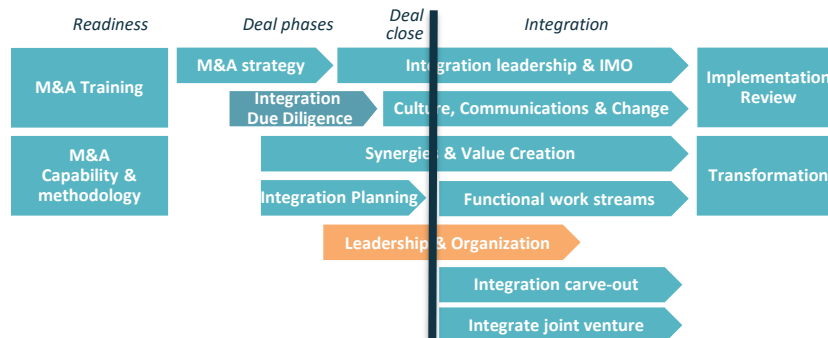 Readiness
Deal phases
Deal
close
Integration
M&A Training
M&A strategy
Integration leadership & IMO
Implementation
Review
Integration
Due Diligence
Culture, Communications & Change
M&A
Capability &
methodology
Synergies & Value Creation
Transformation
Integration Planning
Functional work streams
Leadership & Organization
Integration carve-out
Integrate joint venture